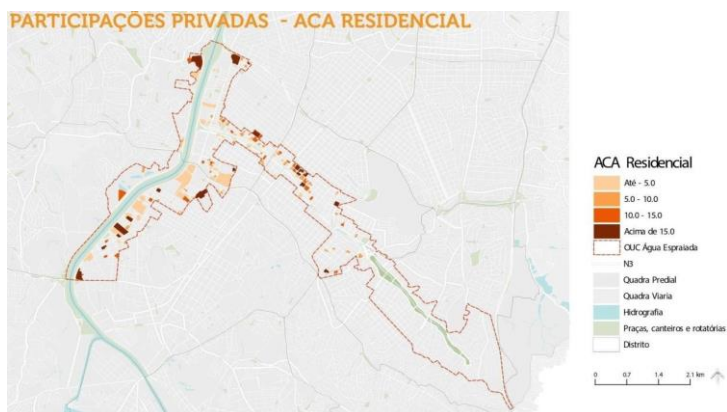 PARTICIPAÇÕES PRIVADAS - ACA RESIDENCIAL
ACA Residencial
Até - 5.0
5.0 - 10.0
10.0 - 15.0
Acima de 15.0
OUC Água Espraiada
N3
Quadra Predial
Quadra Viaria
Hidrografia
Praças, canteiros e rotatórias
Distrito
0 0.7 1.4 2.1 km